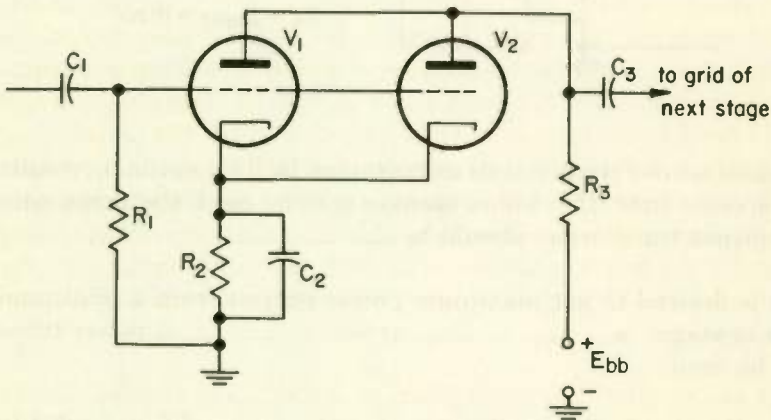 V1
V2
C1
C3
to grid of
next stage
R1
R2
C2
R3
+
Ebb
-